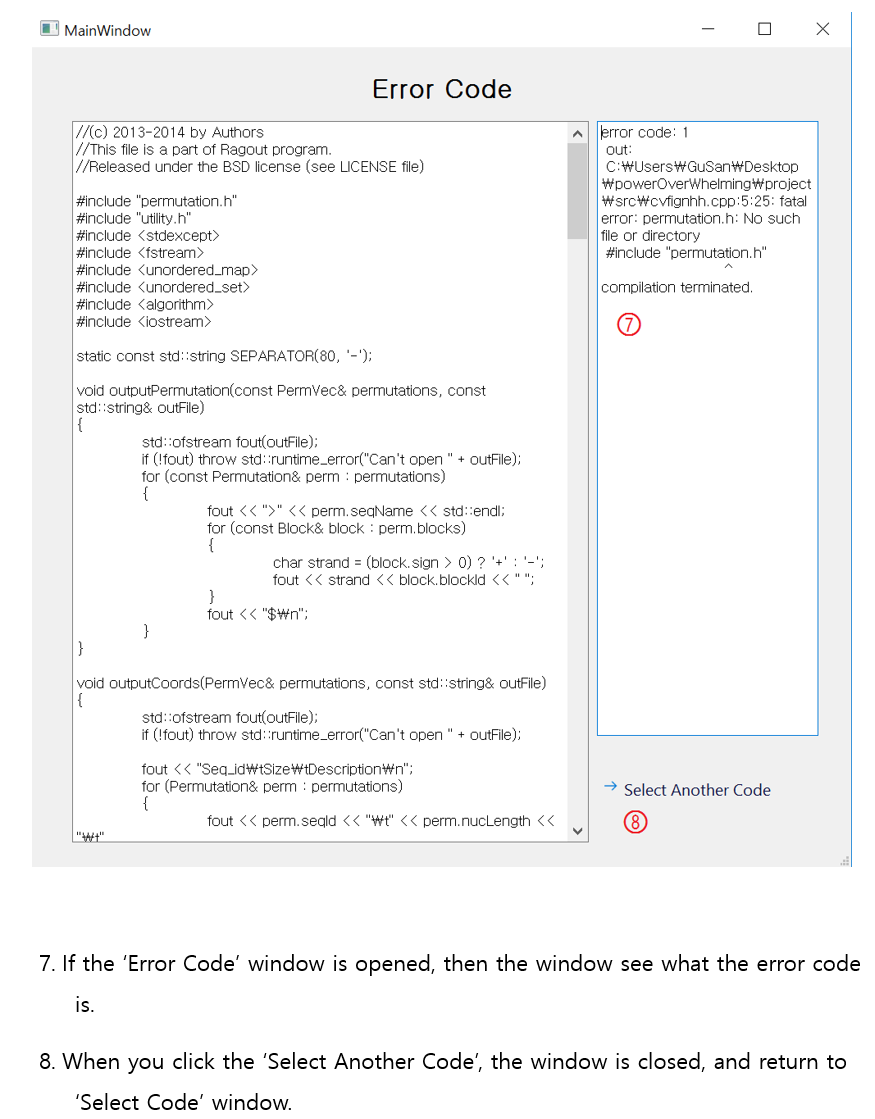 MainWindow
Error Code
//(c) 2013-2014 by Authors
//This file is a part of Ragout program.
//Released under the BSD license (see LICENSE file)
#include "permutation.h"
#include "utility.h"
#include <stdexcept>
#include <fstream>
#include <unordered_map>
#include <unordered_set>
#include <algorithm>
#include <iostream>
static const std::string SEPARATOR(80, '-');
void outputPermutation(const PermVec& permutations, const
std::string& outFile)
{
std::ofstream fout(outFile);
if (!fout) throw std::runtime_error("Can't open " + outFile);
for (const Permutation& perm : permutations)
{
fout << ">" << perm.seqName << std::endl;
for (const Block& block : perm.blocks)
{
char strand = (block.sign > 0) ? '+' : '-';
fout << strand << block.blockId << " ";
}
fout << "$₩n";
}
}
void outputCoords(PermVec& permutations, const std::string& outFile)
{
std::ofstream fout(outFile);
if (!fout) throw std::runtime_error("Can't open " + outFile);
fout << "Seq_id₩tSize₩tDescription₩n";
for (Permutation& perm : permutations)
{
fout << perm.seqId << "₩t" << perm.nucLength <<
"₩t"
error code: 1
out:
C:₩Users₩GuSan₩Desktop
₩powerOverWhelming₩project
₩src₩cvfignhh.cpp:5:25: fatal
error: permutation.h: No such
file or directory
#include "permutation.h"
^
compilation terminated.
⑦
→ Select Another Code
⑧
7. If the ‘Error Code’ window is opened, then the window see what the error code
is.
8. When you click the ‘Select Another Code’, the window is closed, and return to
‘Select Code’ window.